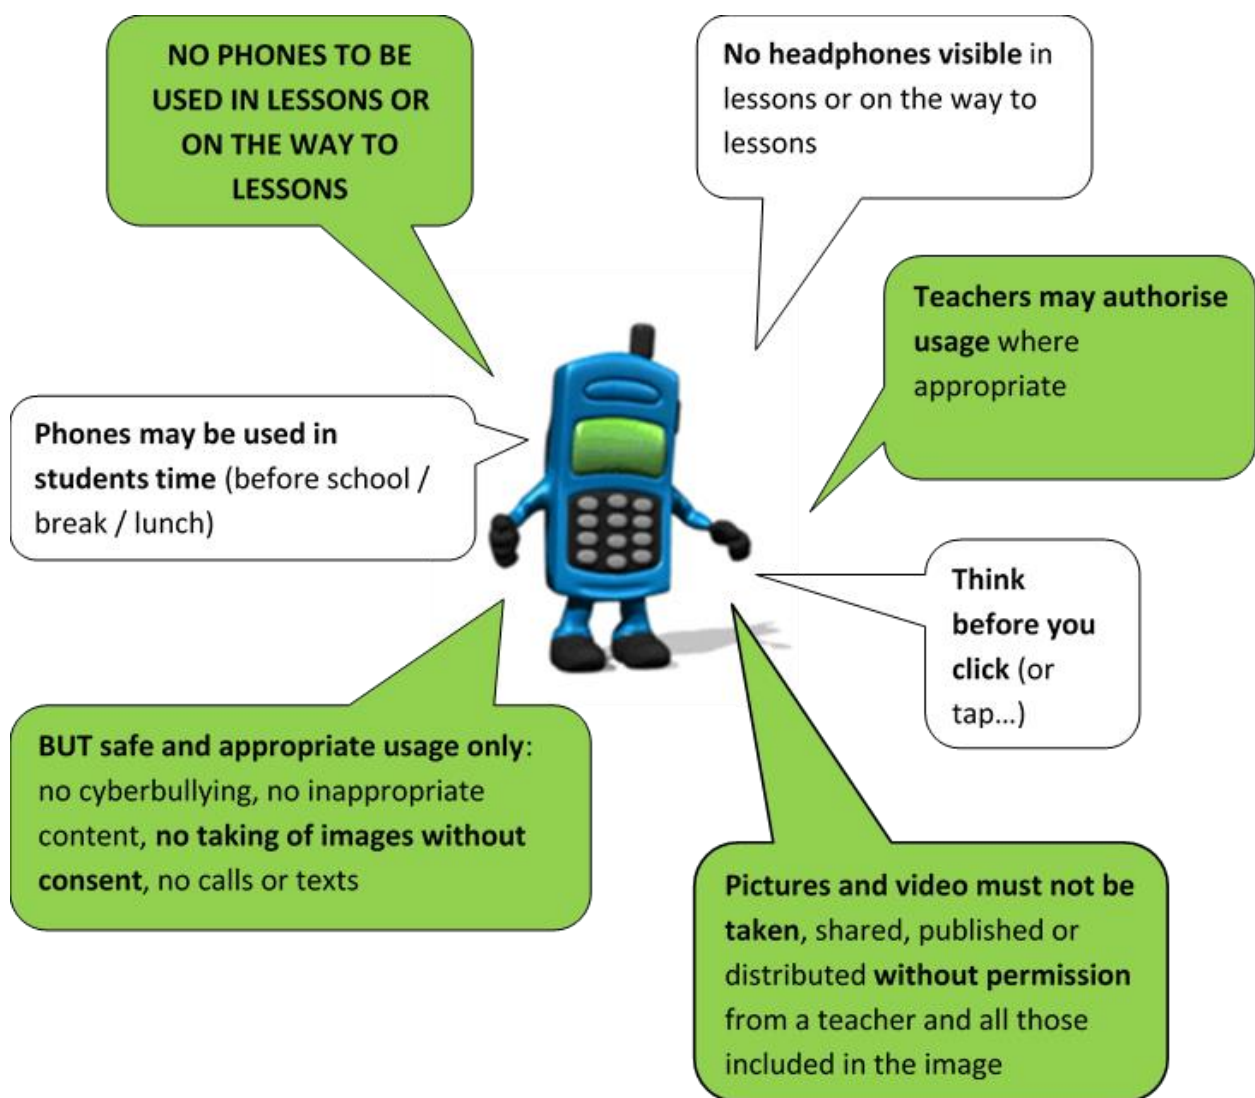 NO PHONES TO BE
USED IN LESSONS OR
ON THE WAY TO
LESSONS
No headphones visible in
lessons or on the way to
lessons
Teachers may authorise
usage where
appropriate
Phones may be used in
students time (before school /
break / lunch)
Think
before you
click (or
tap...)
BUT safe and appropriate usage only:
no cyberbullying, no inappropriate
content, no taking of images without
consent, no calls or texts
Pictures and video must not be
taken, shared, published or
distributed without permission
from a teacher and all those
included in the image